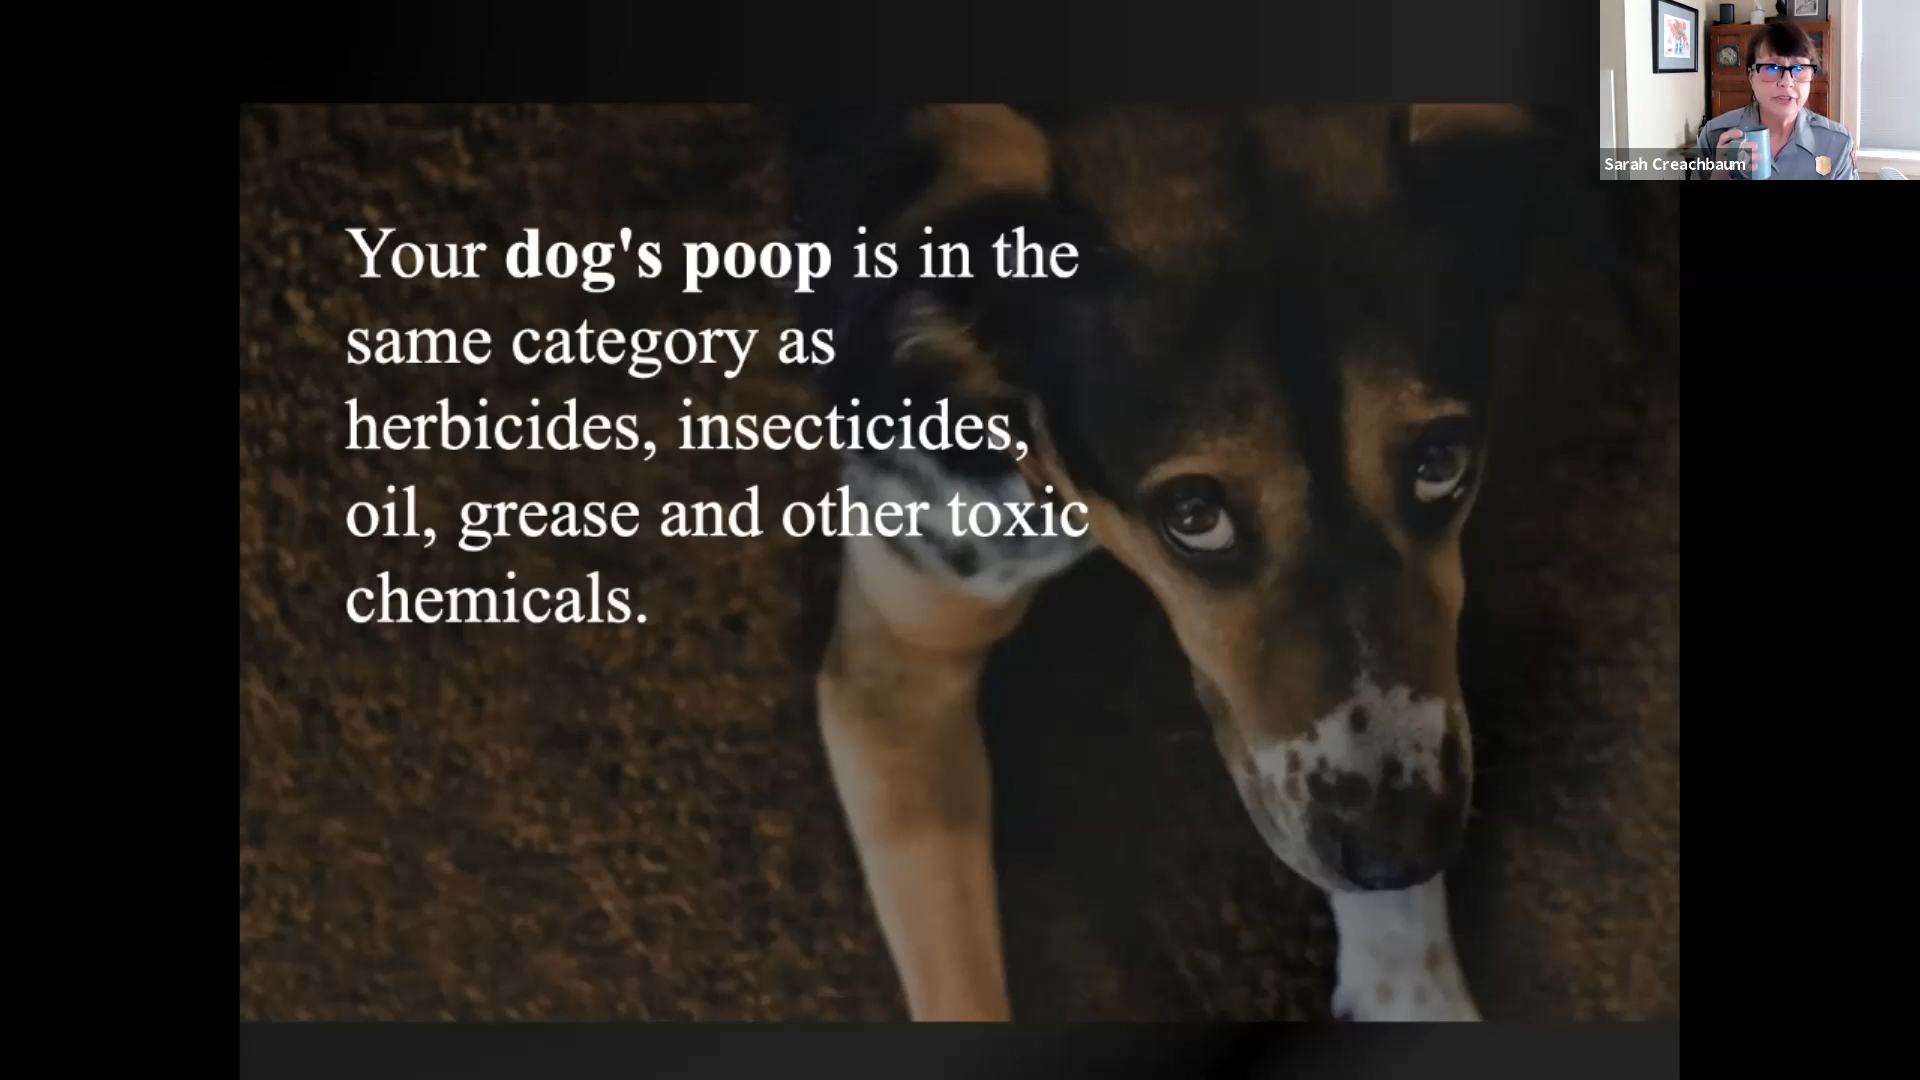 Your dog's poop is in the
same category as
herbicides, insecticides,
oil, grease and other toxic
chemicals.
Sarah Creachbaum